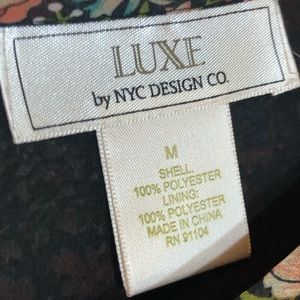 LUXE
by NYC DESIGN CO.
M
SHELL:
100% POLYESTER
LINING:
100% POLYESTER
MADE IN CHINA
RN 91104